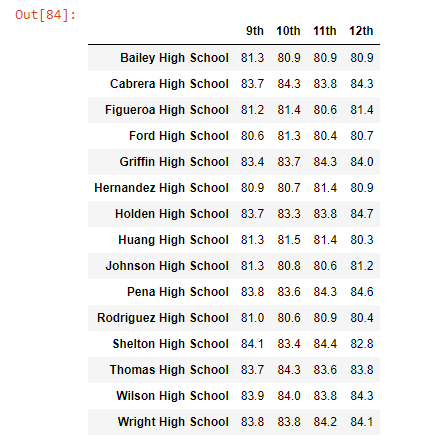 Out[84]:
9th 10th 11th 12th
Bailey High School 81.3 80.9 80.9 80.9
Cabrera High School 83.7 84.3 83.8 84.3
Figueroa High School 81.2 81.4 80.6 81.4
Ford High School 80.6 81.3 80.4 80.7
Griffin High School 83.4 83.7 84.3 84.0
Hernandez High School 80.9 80.7 81.4 80.9
Holden High School 83.7 83.3 83.8 84.7
Huang High School 81.3 81.5 81.4 80.3
Johnson High School 81.3 80.8 80.6 81.2
Pena High School 83.8 83.6 84.3 84.6
Rodriguez High School 81.0 80.6 80.9 80.4
Shelton High School 84.1 83.4 84.4 82.8
Thomas High School 83.7 84.3 83.6 83.8
Wilson High School 83.9 84.0 83.8 84.3
Wright High School 83.8 83.8 84.2 84.1